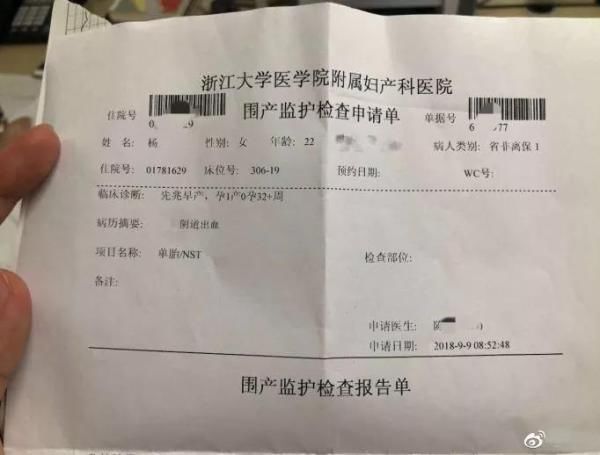 浙江大学医学院附属妇产科医院
围产监护检查申请单
住院号 单据号
姓 名: 杨 性别: 女 年龄: 22 病人类别: 省非离保1
住院号: 01781629 床位号: 306-19 预约日期: WC号:
临床诊断: 先兆早产, 孕1产0孕32+周
病历摘要: 阴道出血
项目名称: 单胎/NST 检查部位:
备注:
申请医生:
申请日期: 2018-9-9 08:52:48
围产监护检查报告单